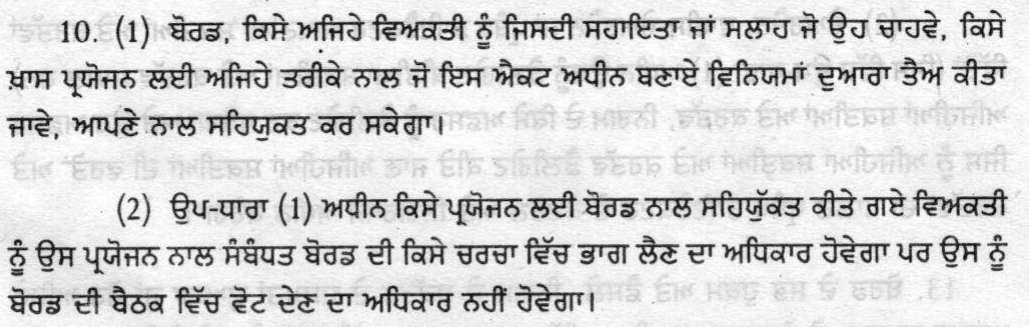 10. (1) ਬੋਰਡ, ਕਿਸੇ ਅਜਿਹੇ ਵਿਅਕਤੀ ਨੂੰ ਜਿਸਦੀ ਸਹਾਇਤਾ ਜਾਂ ਸਲਾਹ ਜੋ ਉਹ ਚਾਹਵੇ, ਕਿਸੇ
ਖ਼ਾਸ ਪ੍ਰਯੋਜਨ ਲਈ ਅਜਿਹੇ ਤਰੀਕੇ ਨਾਲ ਜੋ ਇਸ ਐਕਟ ਅਧੀਨ ਬਣਾਏ ਵਿਨਿਯਮਾਂ ਦੁਆਰਾ ਤੈਅ ਕੀਤਾ
ਜਾਵੇ, ਆਪਣੇ ਨਾਲ ਸਹਿਯੁਕਤ ਕਰ ਸਕੇਗਾ।
(2) ਉਪ-ਧਾਰਾ (1) ਅਧੀਨ ਕਿਸੇ ਪ੍ਰਯੋਜਨ ਲਈ ਬੋਰਡ ਨਾਲ ਸਹਿਯੁੱਕਤ ਕੀਤੇ ਗਏ ਵਿਅਕਤੀ
ਨੂੰ ਉਸ ਪ੍ਰਯੋਜਨ ਨਾਲ ਸੰਬੰਧਤ ਬੋਰਡ ਦੀ ਕਿਸੇ ਚਰਚਾ ਵਿੱਚ ਭਾਗ ਲੈਣ ਦਾ ਅਧਿਕਾਰ ਹੋਵੇਗਾ ਪਰ ਉਸ ਨੂੰ
ਬੋਰਡ ਦੀ ਬੈਠਕ ਵਿੱਚ ਵੋਟ ਦੇਣ ਦਾ ਅਧਿਕਾਰ ਨਹੀਂ ਹੋਵੇਗਾ।